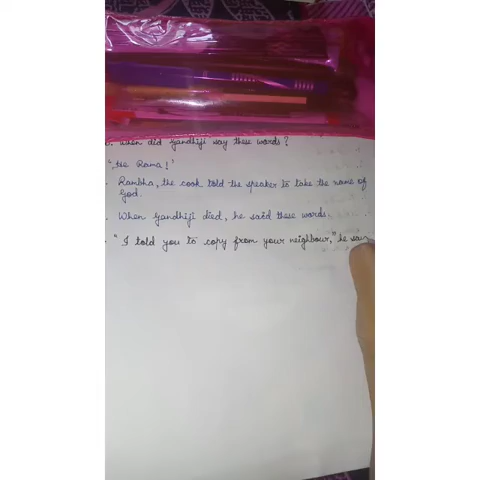 . When did Gandhiji say these words?
"He Rama!"
. Rambha, the cook told the speaker to take the name of
God.
. When Gandhiji died, he said these words.
. "I told you to copy from your neighbour," he say